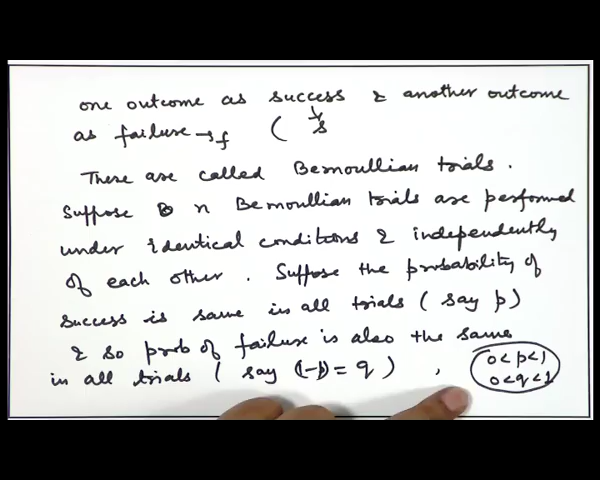 one outcome as success & another outcome
as failure → f ( ↓ s
There are called Bernoullian trials.
Suppose n Bernoullian trials are performed
under identical conditions & independently
of each other. Suppose the probability of
success is same in all trials (say p)
& so prob of failure is also the same
in all trials (say (1-p) = q) ,
0 < p < 1
0 < q < 1